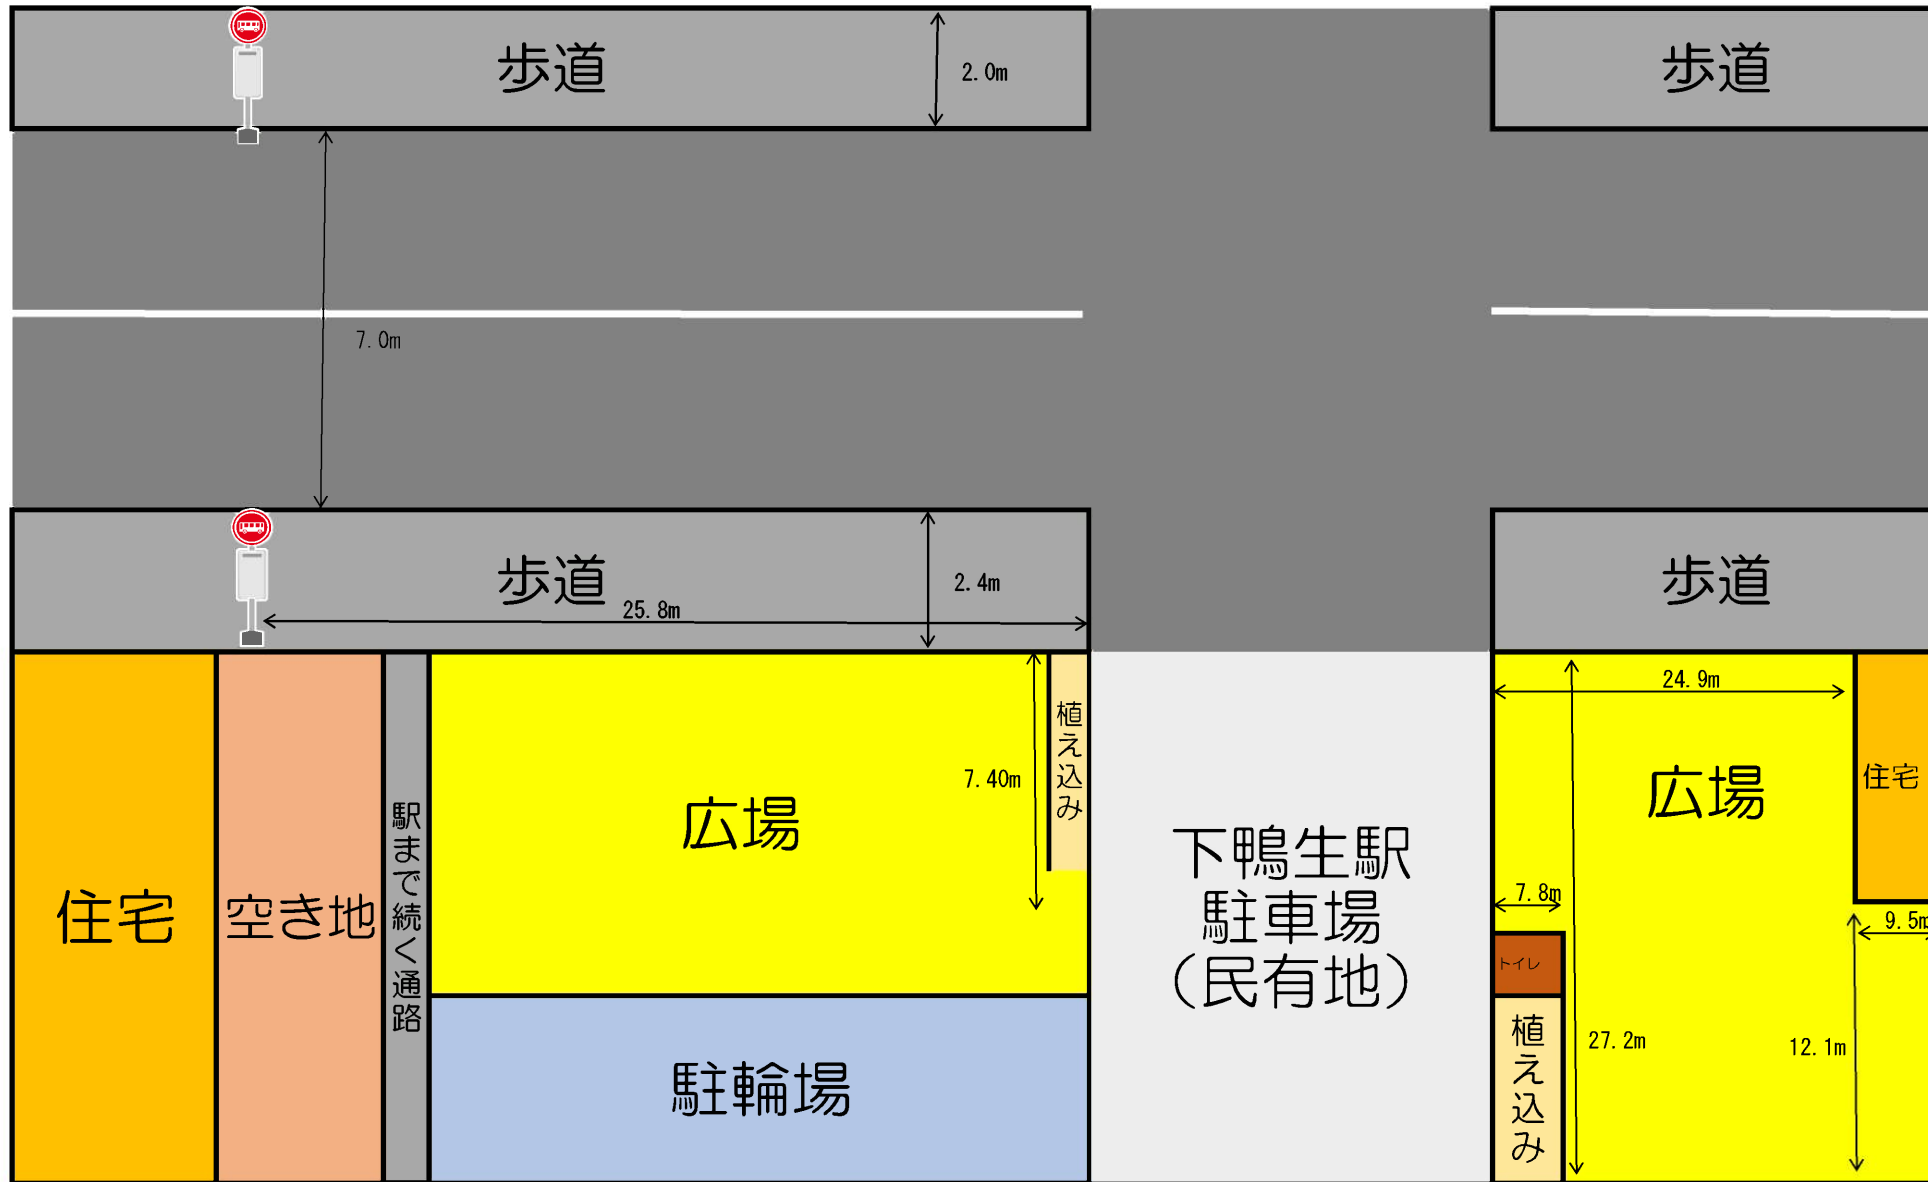 歩道
2.0m
歩道
7.0m
歩道
25.8m
2.4m
歩道
住宅
空き地
駅まで続く通路
広場
7.40m
植え込み
駐輪場
下鴨生駅
駐車場
(民有地)
24.9m
広場
住宅
7.8m
トイレ
植え込み
27.2m
12.1m
9.5m